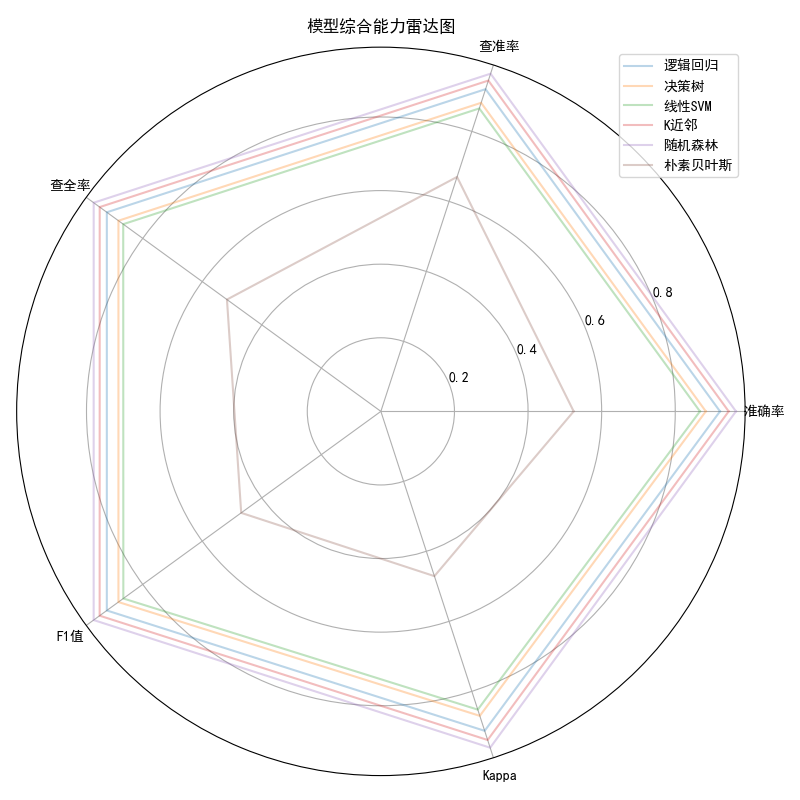 模型综合能力雷达图
查准率
逻辑回归
决策树
线性SVM
K近邻
随机森林
朴素贝叶斯
查全率
0.8
0.6
0.4
0.2
准确率
F1值
Kappa